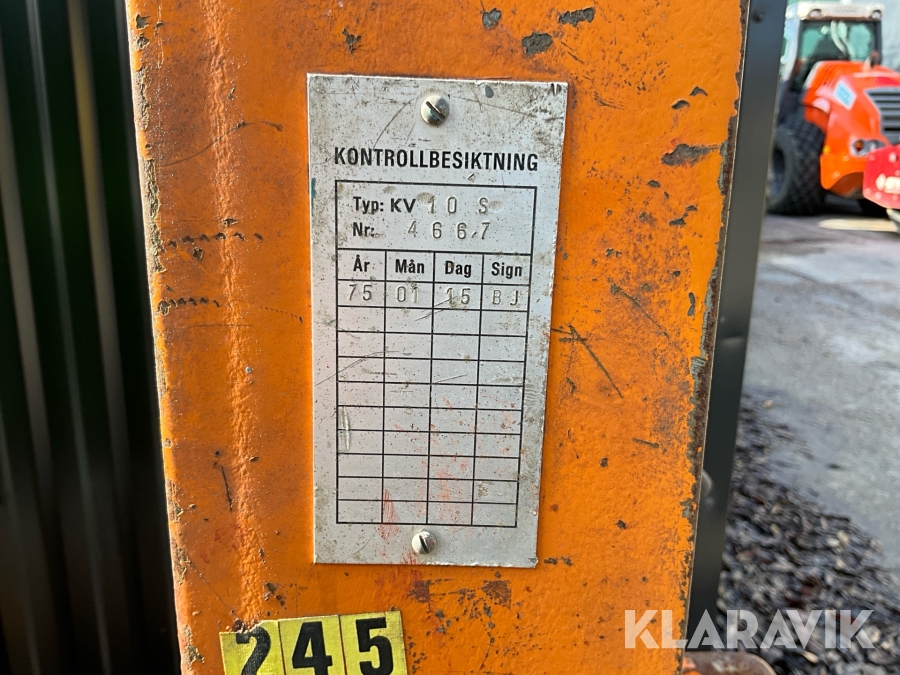 KONTROLLBESIKTNING
Typ: KV 10 S
Nr: 4667
År Mån Dag Sign
75 01 15 BJ
245
KLARAVIK